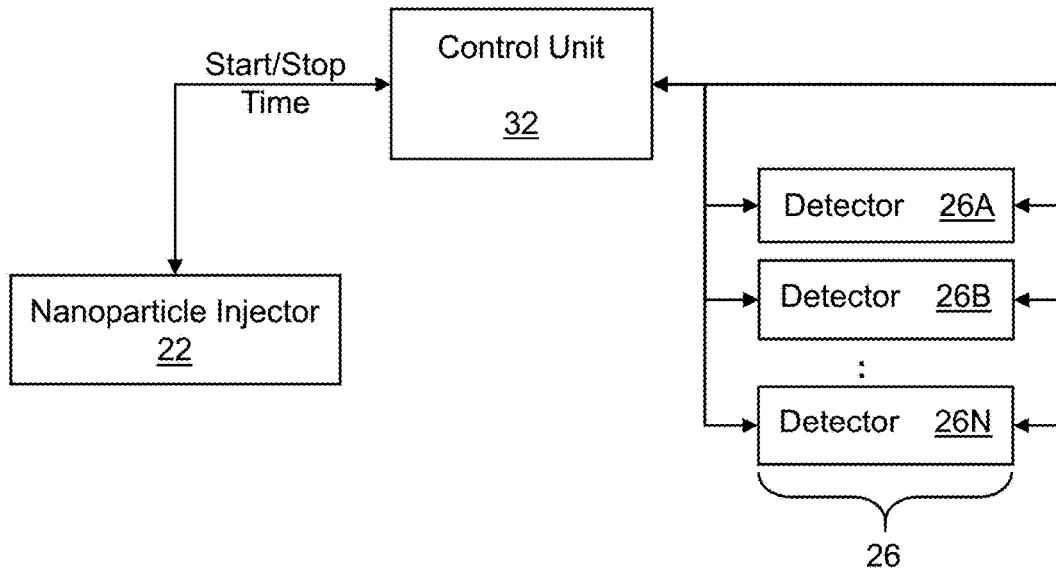 Control Unit
32
Start/Stop
Time
Nanoparticle Injector
22
Detector 26A
Detector 26B
:
Detector 26N
26